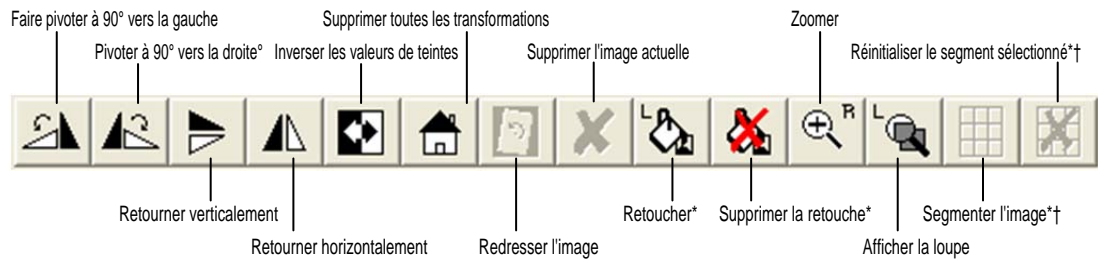 Faire pivoter à 90° vers la gauche
Supprimer toutes les transformations
Zoomer
Pivoter à 90° vers la droite°
Inverser les valeurs de teintes
Supprimer l'image actuelle
Réinitialiser le segment sélectionné*†
L
R
L
Retourner verticalement
Retoucher*
Supprimer la retouche*
Segmenter l'image*†
Retourner horizontalement
Redresser l'image
Afficher la loupe